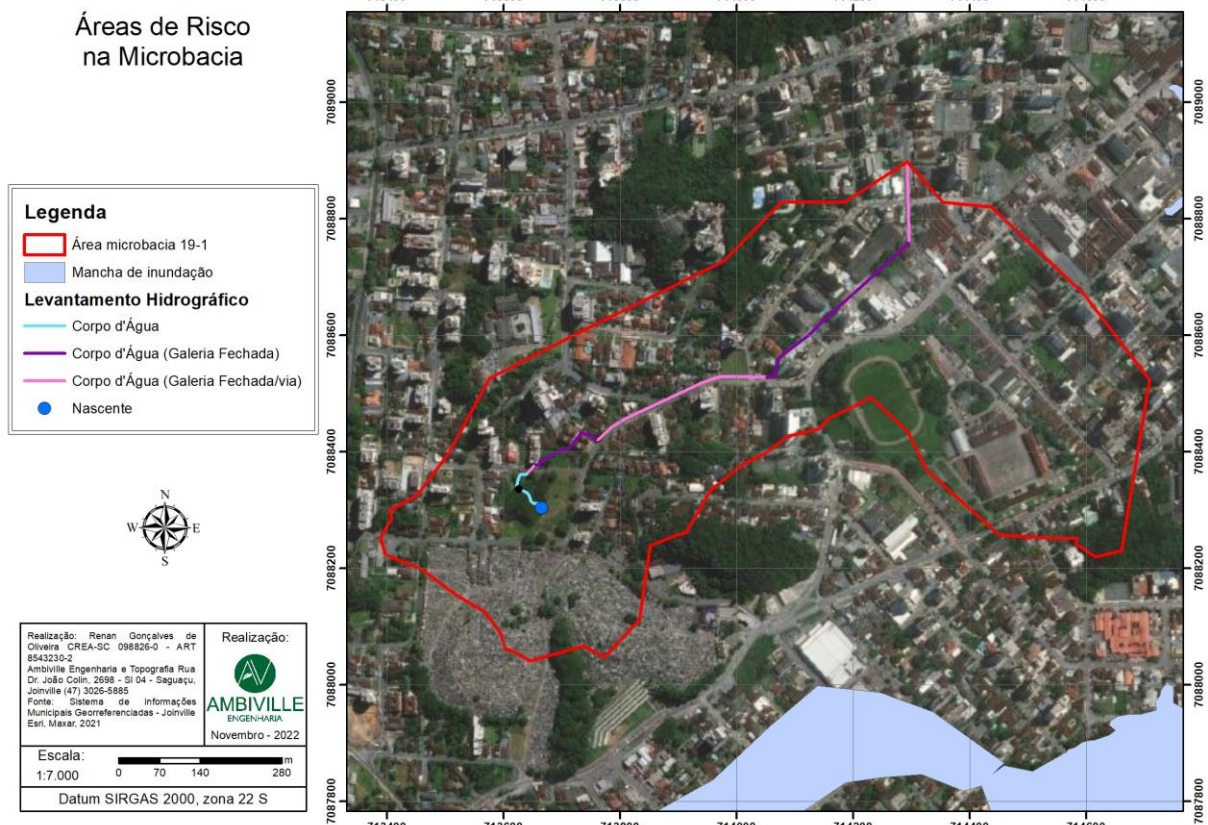 Áreas de Risco
na Microbacia
Legenda
Área microbacia 19-1
Mancha de inundação
Levantamento Hidrográfico
Corpo d'Água
Corpo d'Água (Galeria Fechada)
Corpo d'Água (Galeria Fechada/via)
Nascente
N
W E
S
Realização: Renan Gonçalves de
Oliveira CREA-SC 098826-0 - ART
8543230-2
Ambiville Engenharia e Topografia Rua
Dr. João Colin, 2698 - Sl 04 - Saguaçu,
Joinville (47) 3026-5885
Fonte: Sistema de informações
Municipais Georreferenciadas - Joinville
Esri, Maxar, 2021
Realização:
AMBIVILLE
ENGENHARIA
Novembro - 2022
Escala:
1:7.000
0 70 140 280 m
Datum SIRGAS 2000, zona 22 S
7089000
7088800
7088600
7088400
7088200
7088000
7087800
7089000
7088800
7088600
7088400
7088200
7088000
7087800